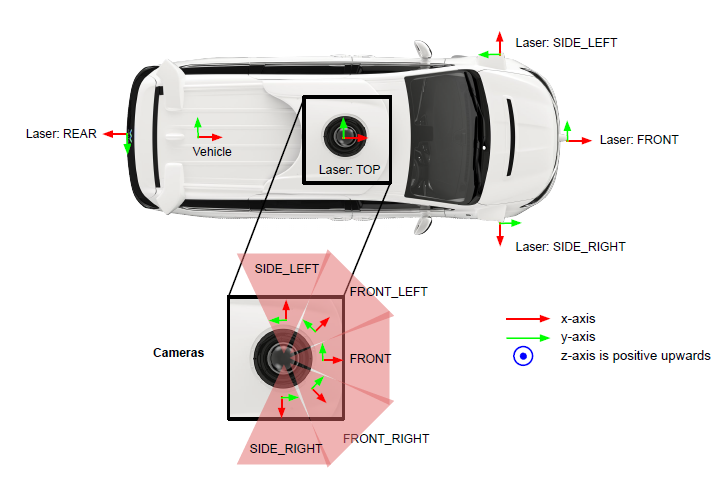 Laser: SIDE_LEFT
Laser: REAR
Vehicle
Laser: TOP
Laser: FRONT
Laser: SIDE_RIGHT
SIDE_LEFT
FRONT_LEFT
Cameras
FRONT
FRONT_RIGHT
SIDE_RIGHT
x-axis
y-axis
z-axis is positive upwards